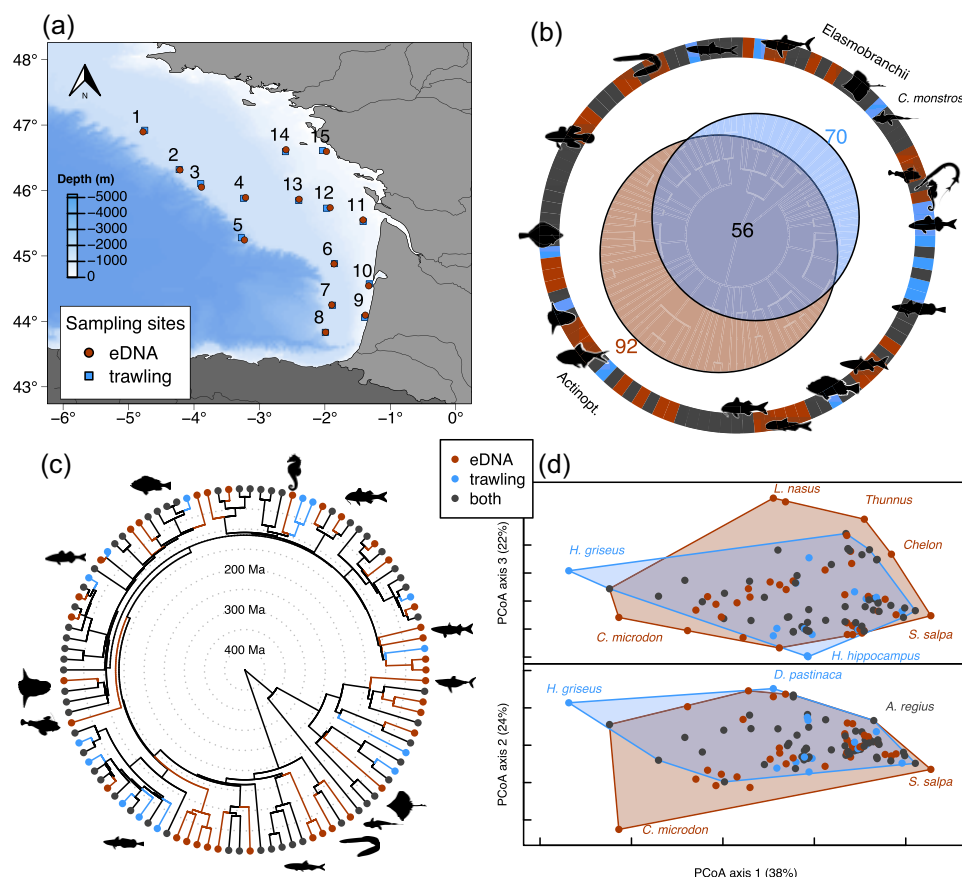 (a)
48°
47°
46°
45°
44°
43°
N
1
2
3
4
5
6
7
8
9
10
11
12
13
14
15
Depth (m)
−5000
−4000
−3000
−2000
−1000
0
Sampling sites
eDNA
trawling
−6°
−5°
−4°
−3°
−2°
−1°
0°
(b)
Elasmobranchii
C. monstros
70
56
92
Actinopt.
(c)
200 Ma
300 Ma
400 Ma
eDNA
trawling
both
(d)
PCoA axis 3 (22%)
L. nasus
Thunnus
H. griseus
Chelon
C. microdon
S. salpa
H. hippocampus
PCoA axis 2 (24%)
D. pastinaca
H. griseus
A. regius
S. salpa
C. microdon
PCoA axis 1 (38%)